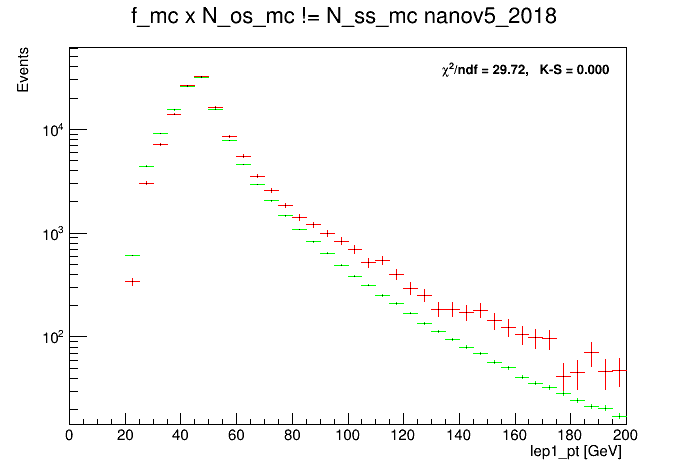 f_mc x N_os_mc != N_ss_mc nanov5_2018
Events
χ²/ndf = 29.72, K-S = 0.000
10⁴
10³
10²
0 20 40 60 80 100 120 140 160 180 200
lep1_pt [GeV]